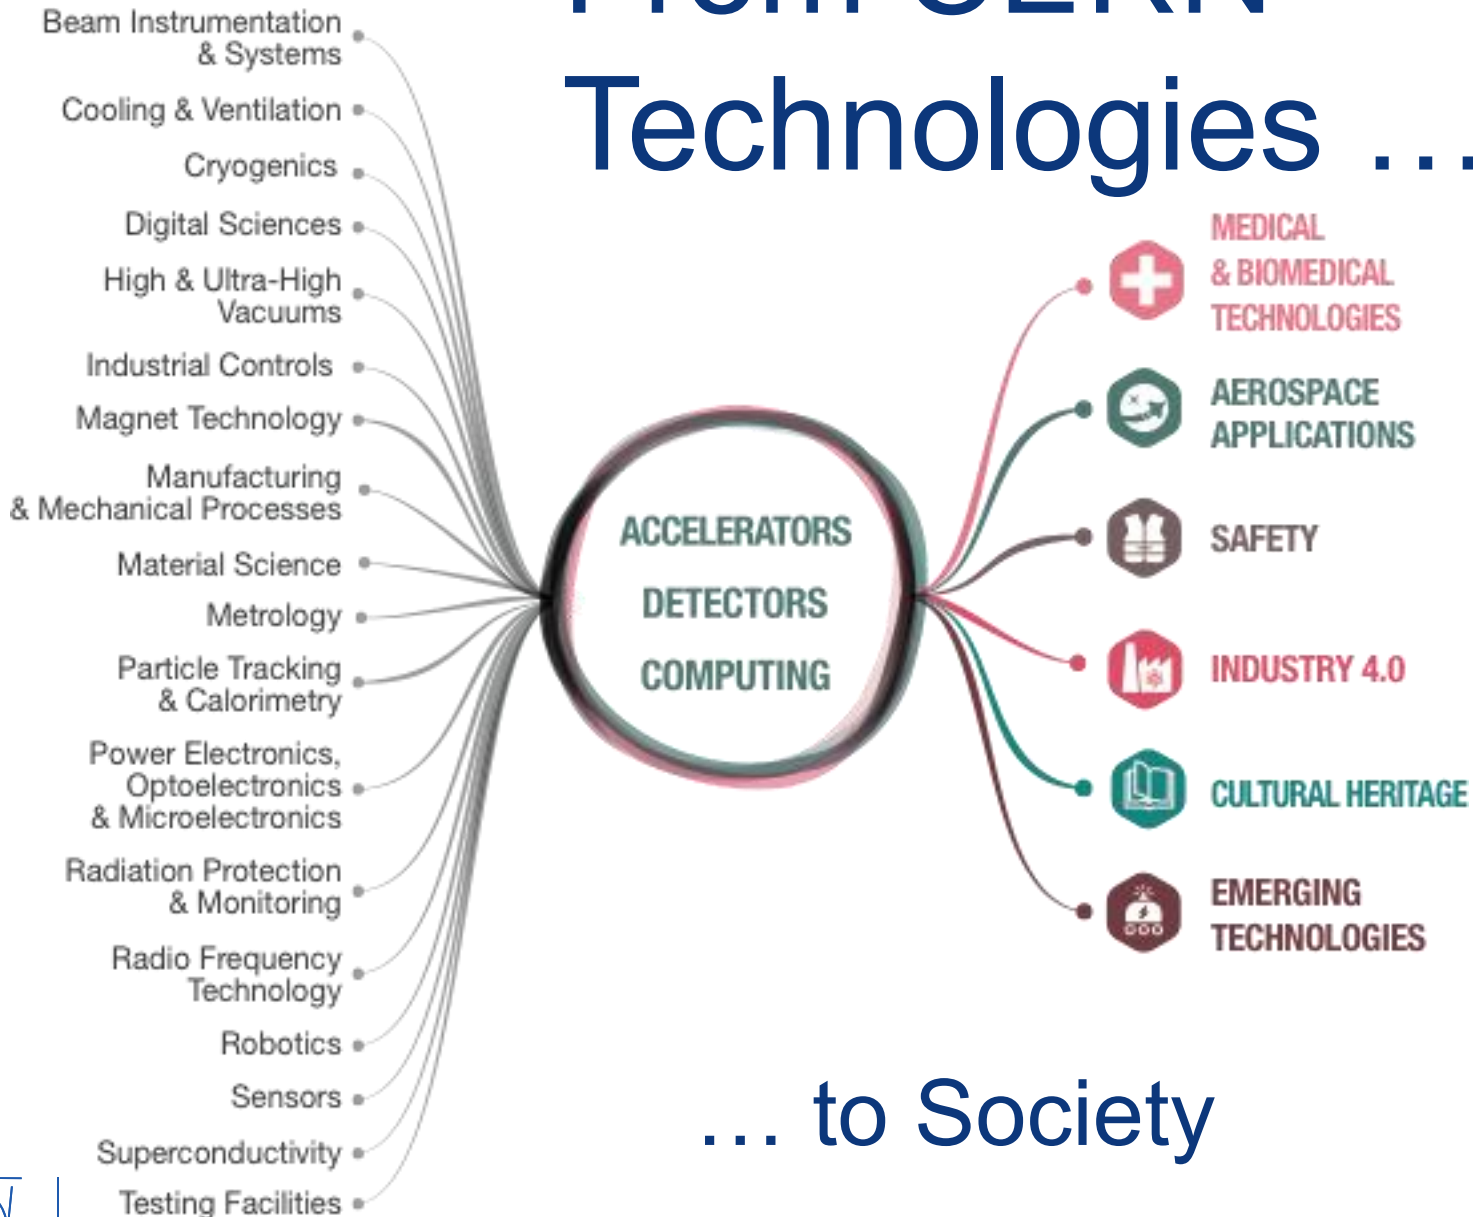 From CERN
Technologies …
Beam Instrumentation
& Systems
Cooling & Ventilation
Cryogenics
Digital Sciences
High & Ultra-High
Vacuums
Industrial Controls
Magnet Technology
Manufacturing
& Mechanical Processes
Material Science
Metrology
Particle Tracking
& Calorimetry
Power Electronics,
Optoelectronics
& Microelectronics
Radiation Protection
& Monitoring
Radio Frequency
Technology
Robotics
Sensors
Superconductivity
Testing Facilities
ACCELERATORS
DETECTORS
COMPUTING
MEDICAL
& BIOMEDICAL
TECHNOLOGIES
AEROSPACE
APPLICATIONS
SAFETY
INDUSTRY 4.0
CULTURAL HERITAGE
EMERGING
TECHNOLOGIES
… to Society